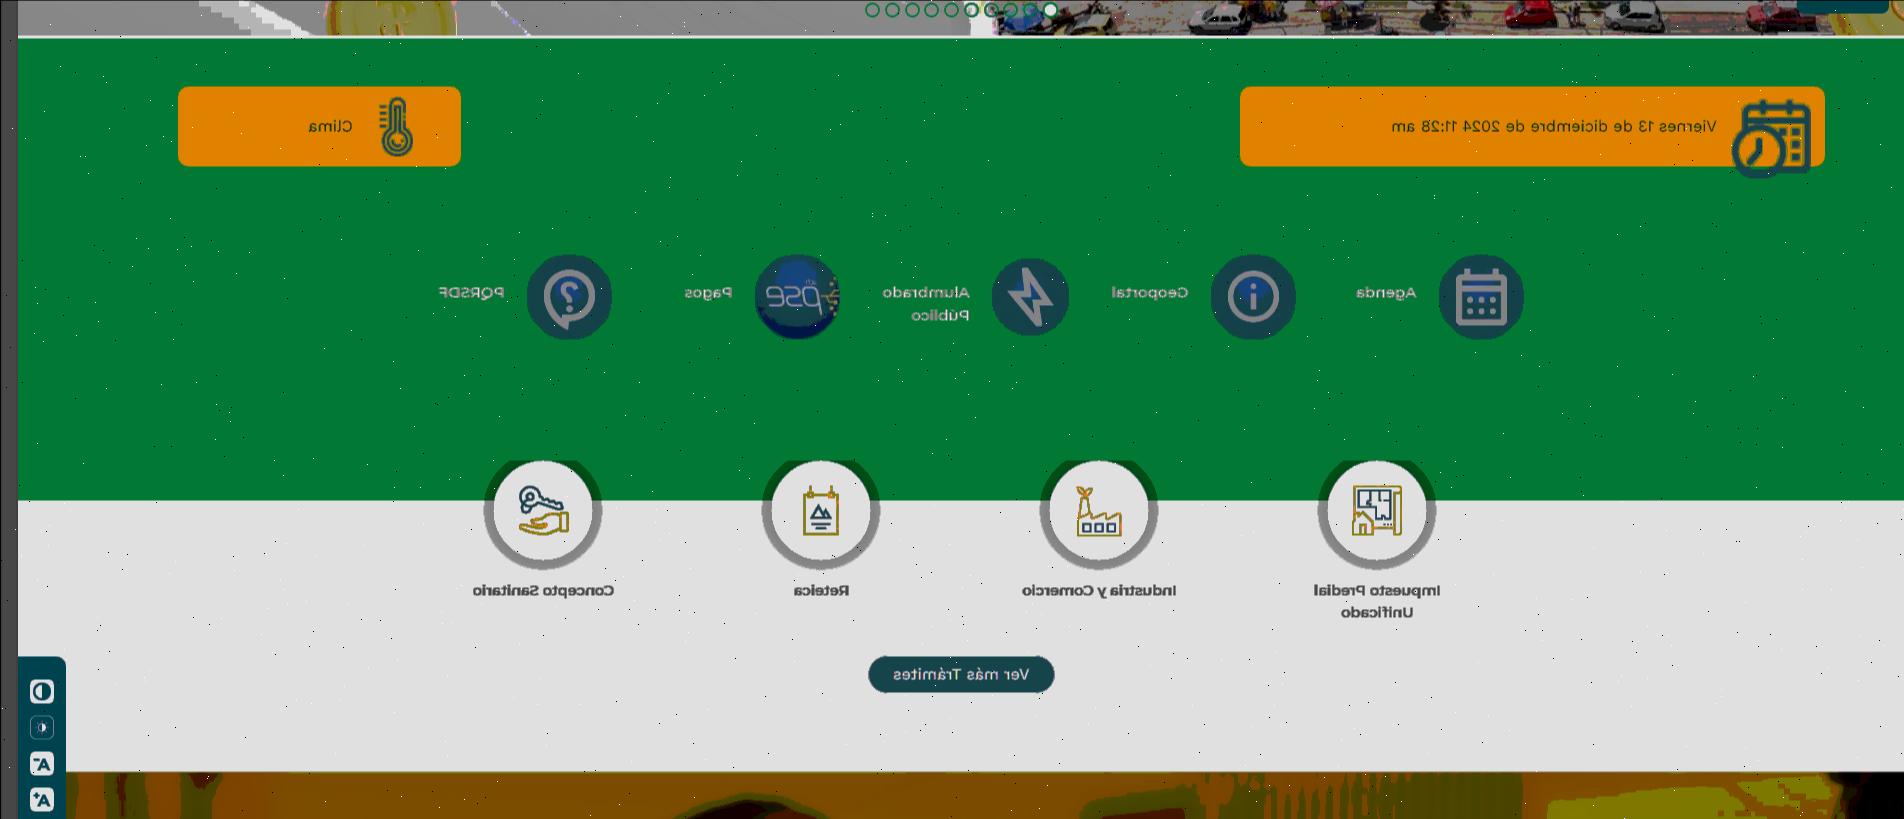 Viernes 13 de diciembre de 2024 11:28 am
Clima
Agenda
Geoportal
Alumbrado
Público
pse
Pagos
PQRSDF
Impuesto Predial
Unificado
Industria y Comercio
Reteica
Concepto Sanitario
Ver más Trámites
A-
A+